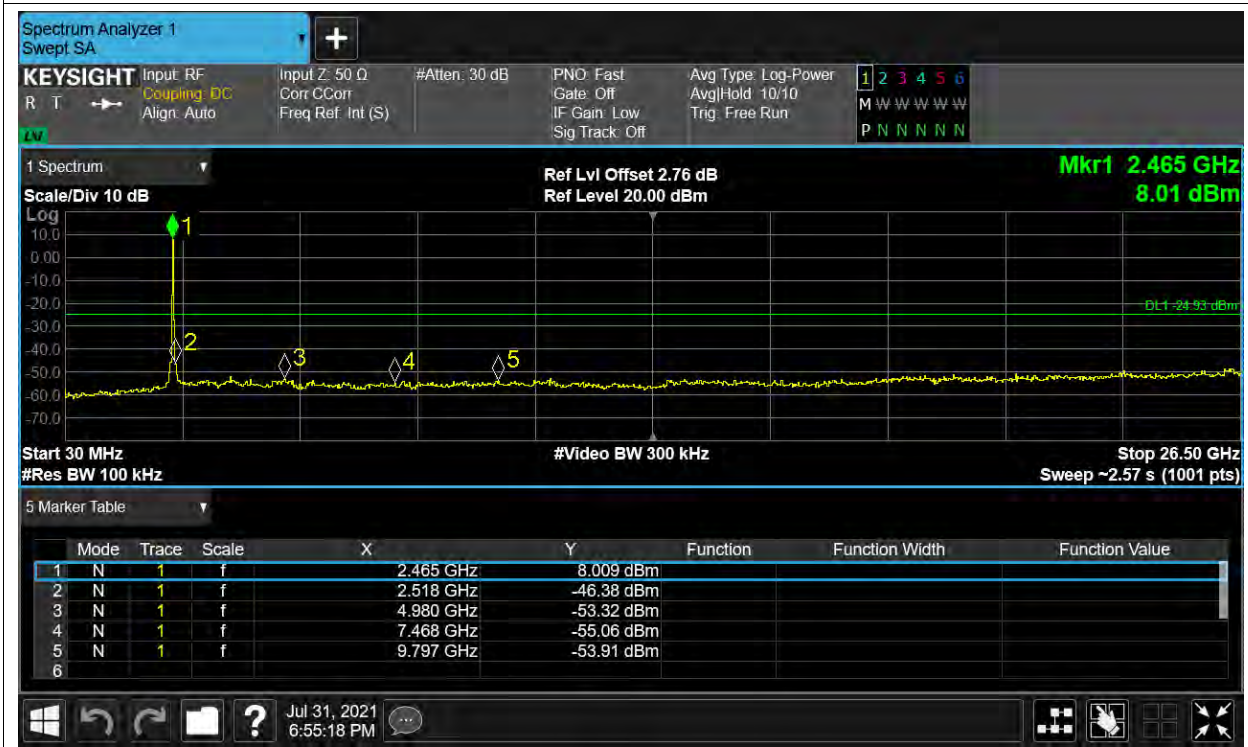 Spectrum Analyzer 1
Swept SA
+
KEYSIGHT Input: RF Input Z: 50 Ω #Atten: 30 dB PNO: Fast Avg Type: Log-Power 1 2 3 4 5 6
R T Coupling: DC Corr CCorr Gate: Off Avg|Hold: 10/10 M W W W W W
Align: Auto Freq Ref: Int (S) IF Gain: Low Trig: Free Run P N N N N N
Sig Track: Off
1 Spectrum Ref Lvl Offset 2.76 dB Mkr1 2.465 GHz
Scale/Div 10 dB Ref Level 20.00 dBm 8.01 dBm
Log
1
10.0
0.00
-10.0
-20.0 DL1 -24.93 dBm
-30.0
-40.0 2
-50.0 3 4 5
-60.0
-70.0
Start 30 MHz #Video BW 300 kHz Stop 26.50 GHz
#Res BW 100 kHz Sweep ~2.57 s (1001 pts)
5 Marker Table
Mode Trace Scale X Y Function Function Width Function Value
1 N 1 f 2.465 GHz 8.009 dBm
2 N 1 f 2.518 GHz -46.38 dBm
3 N 1 f 4.980 GHz -53.32 dBm
4 N 1 f 7.468 GHz -55.06 dBm
5 N 1 f 9.797 GHz -53.91 dBm
6
? Jul 31, 2021
6:55:18 PM